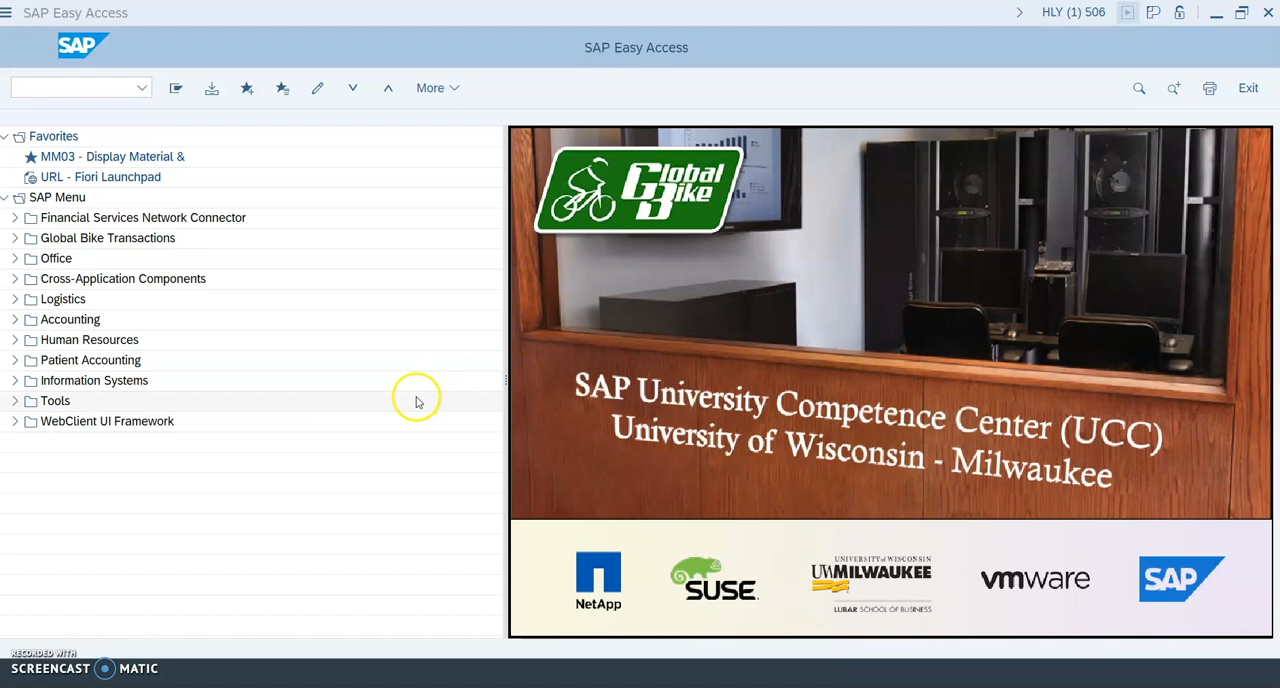 SAP Easy Access
HLY (1) 506
SAP
SAP Easy Access
More
Exit
Favorites
MM03 - Display Material &
URL - Fiori Launchpad
SAP Menu
Financial Services Network Connector
Global Bike Transactions
Office
Cross-Application Components
Logistics
Accounting
Human Resources
Patient Accounting
Information Systems
Tools
WebClient UI Framework
Global
Bike
SAP University Competence Center (UCC)
University of Wisconsin - Milwaukee
NetApp
SUSE
UNIVERSITY of WISCONSIN
UWMILWAUKEE
LUBAR SCHOOL OF BUSINESS
vmware
SAP
RECORDED WITH
SCREENCAST MATIC